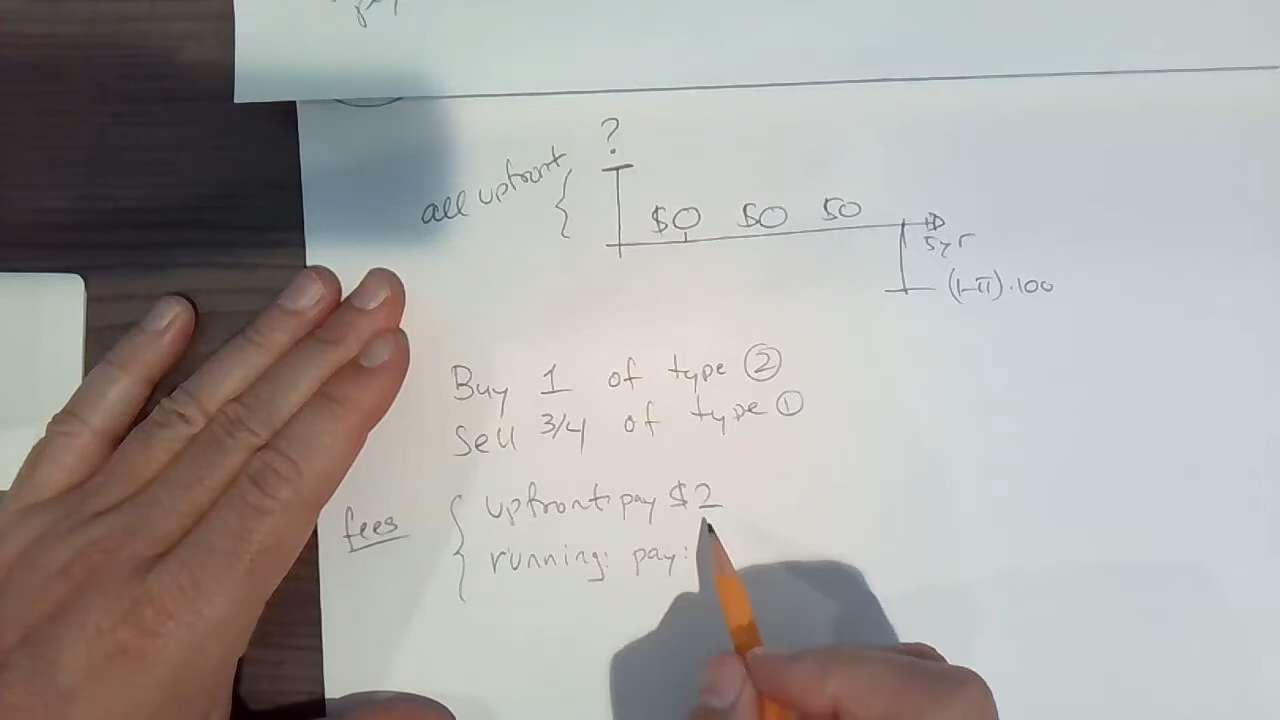 ?
all upfront {
$0 $0 $0
5yr
(1-π).100
Buy 1 of type ②
Sell 3/4 of type ①
fees { upfront: pay $2
running: pay: